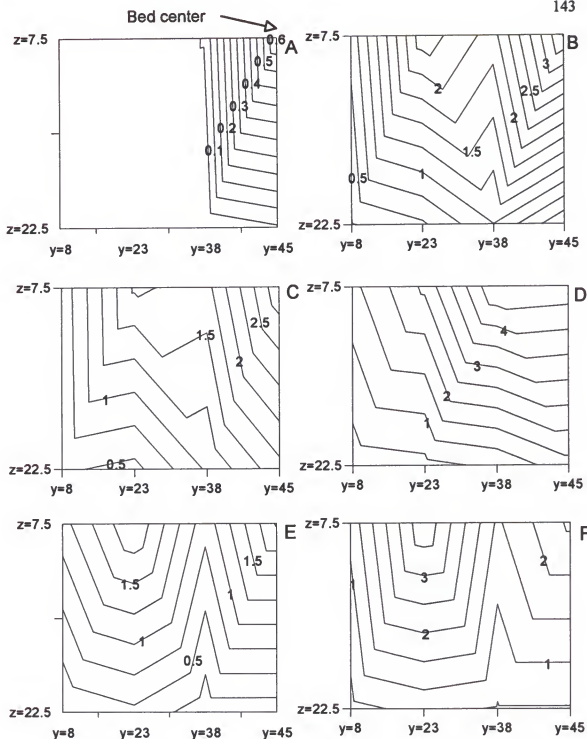 143
Bed center
z=7.5
0.6
A
0.5
0.4
0.3
0.2
0.1
z=22.5
y=8 y=23 y=38 y=45
z=7.5
B
3
2
2.5
2
1.5
0.5
1
z=22.5
y=8 y=23 y=38 y=45
z=7.5
C
2.5
1.5
2
1
0.5
z=22.5
y=8 y=23 y=38 y=45
z=7.5
D
4
3
2
1
z=22.5
y=8 y=23 y=38 y=45
z=7.5
E
1.5
1.5
1
1
0.5
z=22.5
y=8 y=23 y=38 y=45
z=7.5
F
2
3
1
2
1
z=22.5
y=8 y=23 y=38 y=45